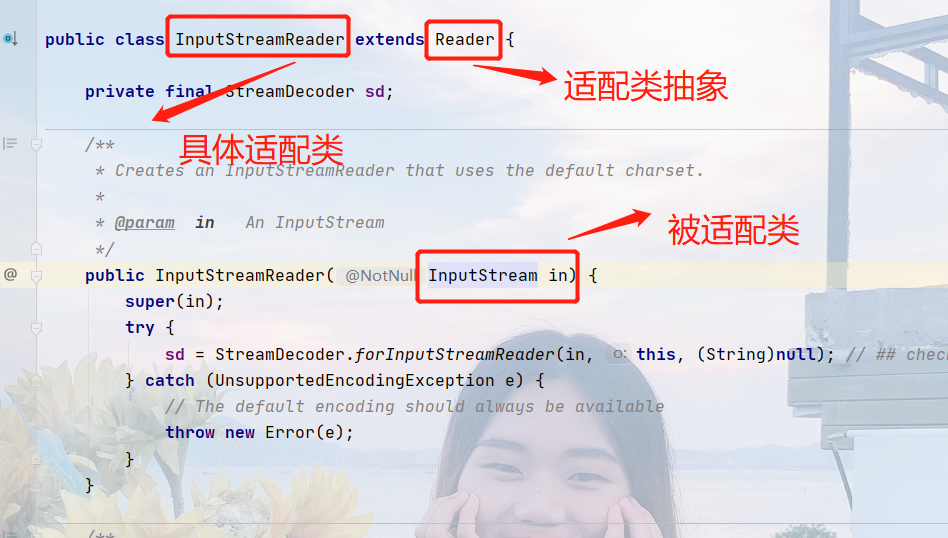 public class InputStreamReader extends Reader {
适配类抽象
private final StreamDecoder sd;
具体适配类
/**
* Creates an InputStreamReader that uses the default charset.
*
* @param in An InputStream
被适配类
*/
@ public InputStreamReader( @NotNull InputStream in) {
super(in);
try {
sd = StreamDecoder.forInputStreamReader(in, o: this, (String)null); // ## chec
} catch (UnsupportedEncodingException e) {
// The default encoding should always be available
throw new Error(e);
}
}
/**